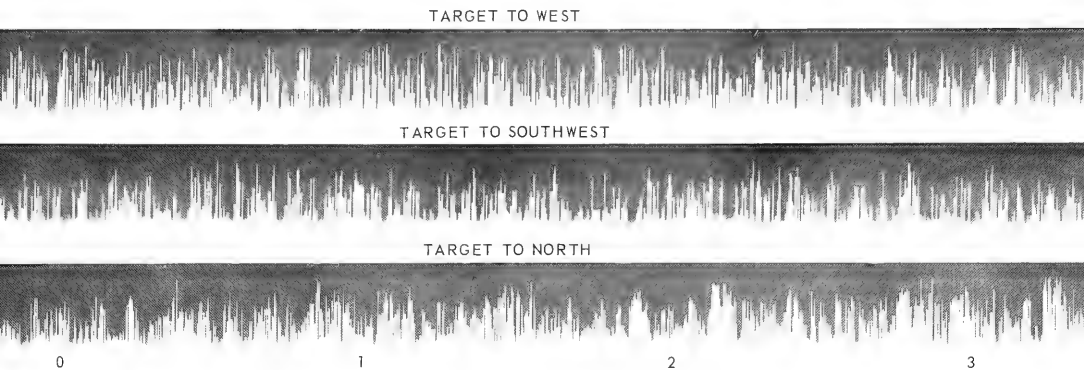 TARGET TO WEST
TARGET TO SOUTHWEST
TARGET TO NORTH
0 1 2 3